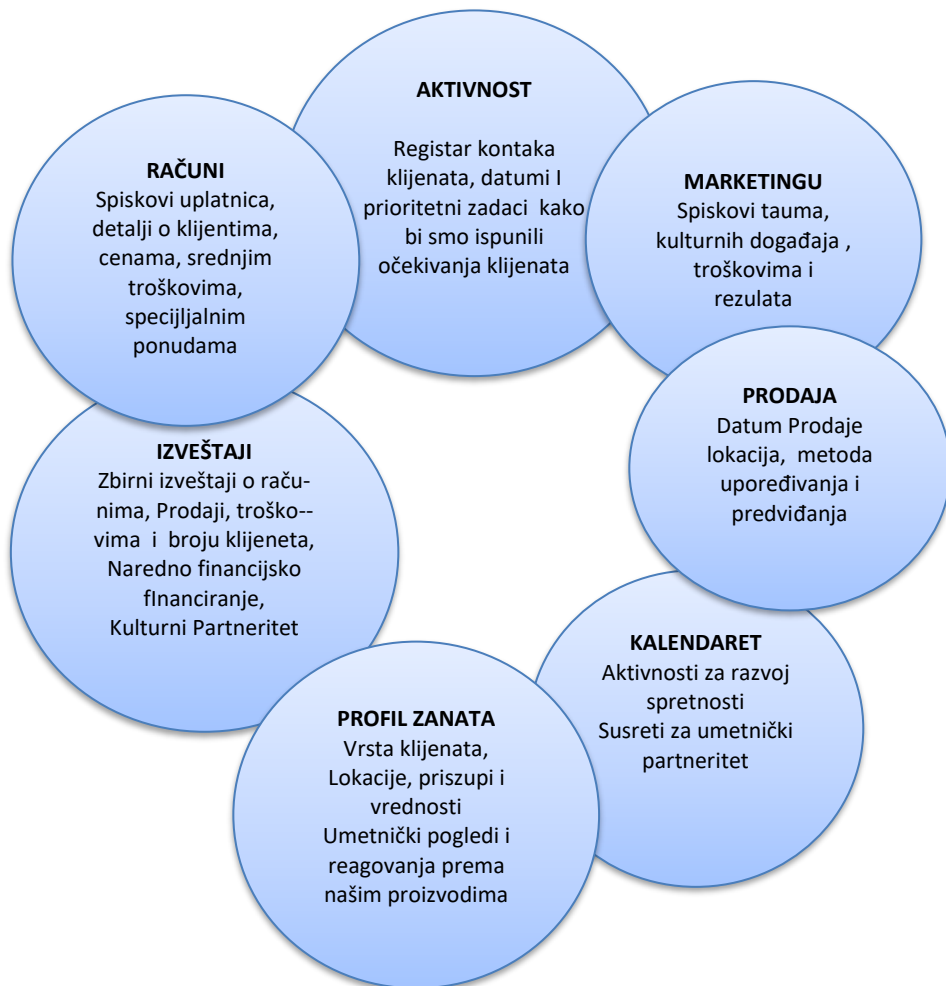 AKTIVNOST
Registar kontaka
klijenata, datumi I
prioritetni zadaci kako
bi smo ispunili
očekivanja klijenata
MARKETINGU
Spiskovi tauma,
kulturnih događaja ,
troškovima i
rezulata
PRODAJA
Datum Prodaje
lokacija, metoda
upoređivanja i
predviđanja
KALENDARET
Aktivnosti za razvoj
spretnosti
Susreti za umetnički
partneritet
PROFIL ZANATA
Vrsta klijenata,
Lokacije, priszupi i
vrednosti
Umetnički pogledi i
reagovanja prema
našim proizvodima
IZVEŠTAJI
Zbirni izveštaji o raču-
nima, Prodaji, troško--
vima i broju klijeneta,
Naredno financijsko
fInanciranje,
Kulturni Partneritet
RAČUNI
Spiskovi uplatnica,
detalji o klijentima,
cenama, srednjim
troškovima,
specijljalnim
ponudama